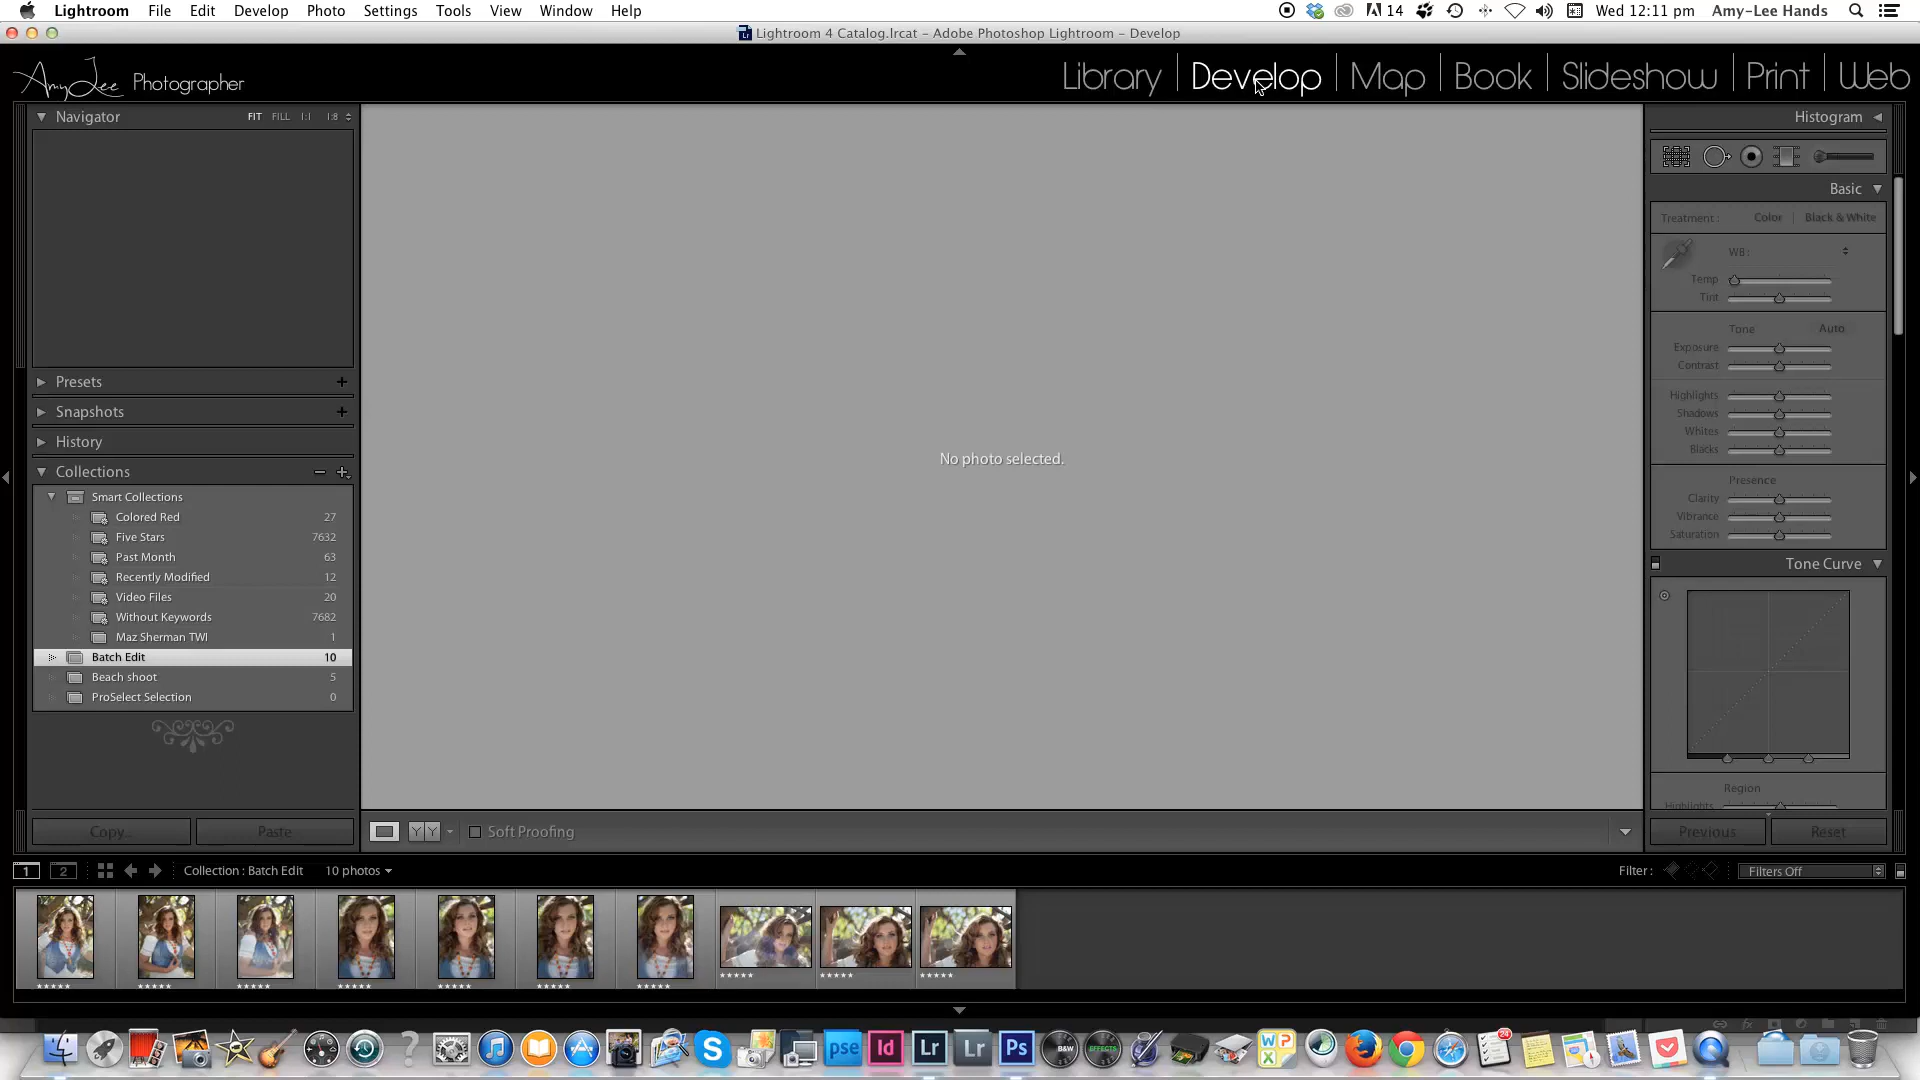 Lightroom File Edit Develop Photo Settings Tools View Window Help 14 Wed 12:11 pm Amy-Lee Hands
Lightroom 4 Catalog.lrcat - Adobe Photoshop Lightroom - Develop
AmyLee Photographer
Library | Develop | Map | Book | Slideshow | Print | Web
Navigator FIT FILL 1:1 1:8
Histogram
Basic
Treatment : Color | Black & White
WB :
Temp
Tint
Tone Auto
Exposure
Contrast
Highlights
Shadows
Whites
Blacks
Presence
Clarity
Vibrance
Saturation
Tone Curve
Region
Highlights
Previous Reset
No photo selected.
Presets
Snapshots
History
Collections
Smart Collections
Colored Red 27
Five Stars 7632
Past Month 63
Recently Modified 12
Video Files 20
Without Keywords 7682
Maz Sherman TWI 1
Batch Edit 10
Beach shoot 5
ProSelect Selection 0
Copy... Paste
YY Soft Proofing
1 2 Collection : Batch Edit 10 photos
Filter : Filters Off
S pse Id Lr Lr Ps B&W EFFECTS W P X 24